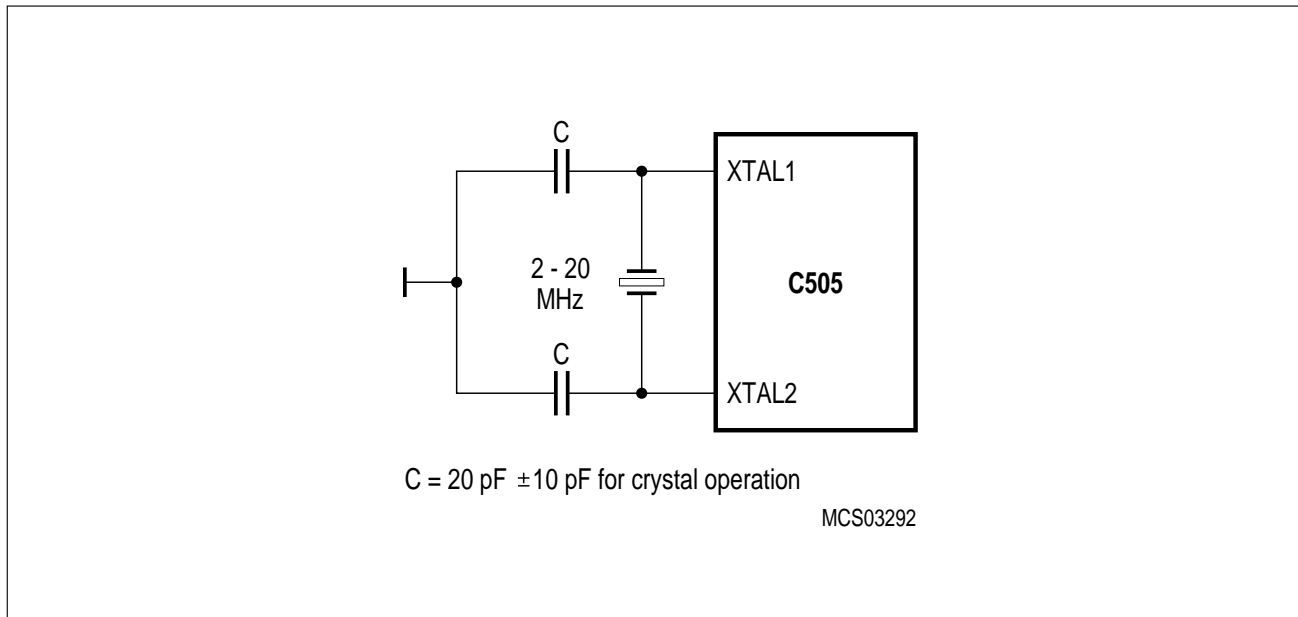 C
XTAL1
2 - 20
MHz
C505
C
XTAL2
C = 20 pF ±10 pF for crystal operation
MCS03292